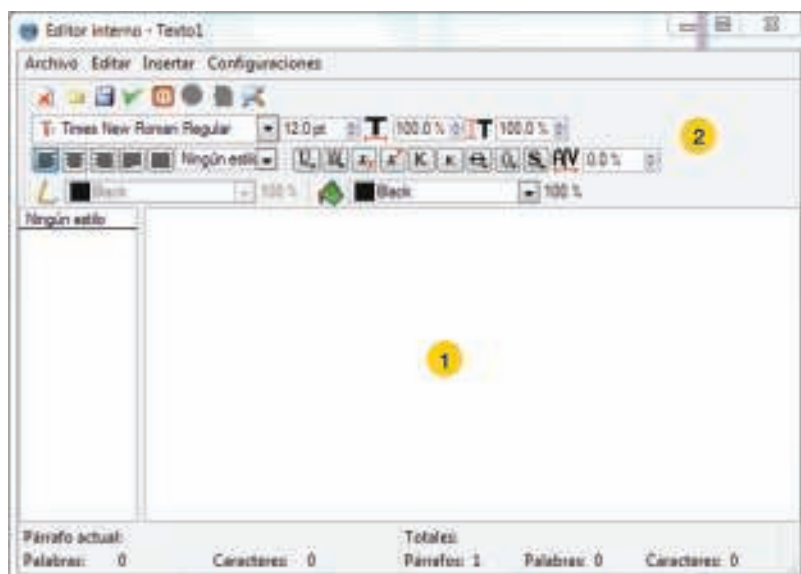 Editor interno - Texto1
Archivo Editar Insertar Configuraciones
Times New Roman Regular 12.0 pt 100.0 % 100.0 %
2
Ningún estilo 0.0 %
Black 100 % Black 100 %
Ningún estilo
1
Párrafo actual: Totales:
Palabras: 0 Caracteres: 0 Párrafos: 1 Palabras: 0 Caracteres: 0